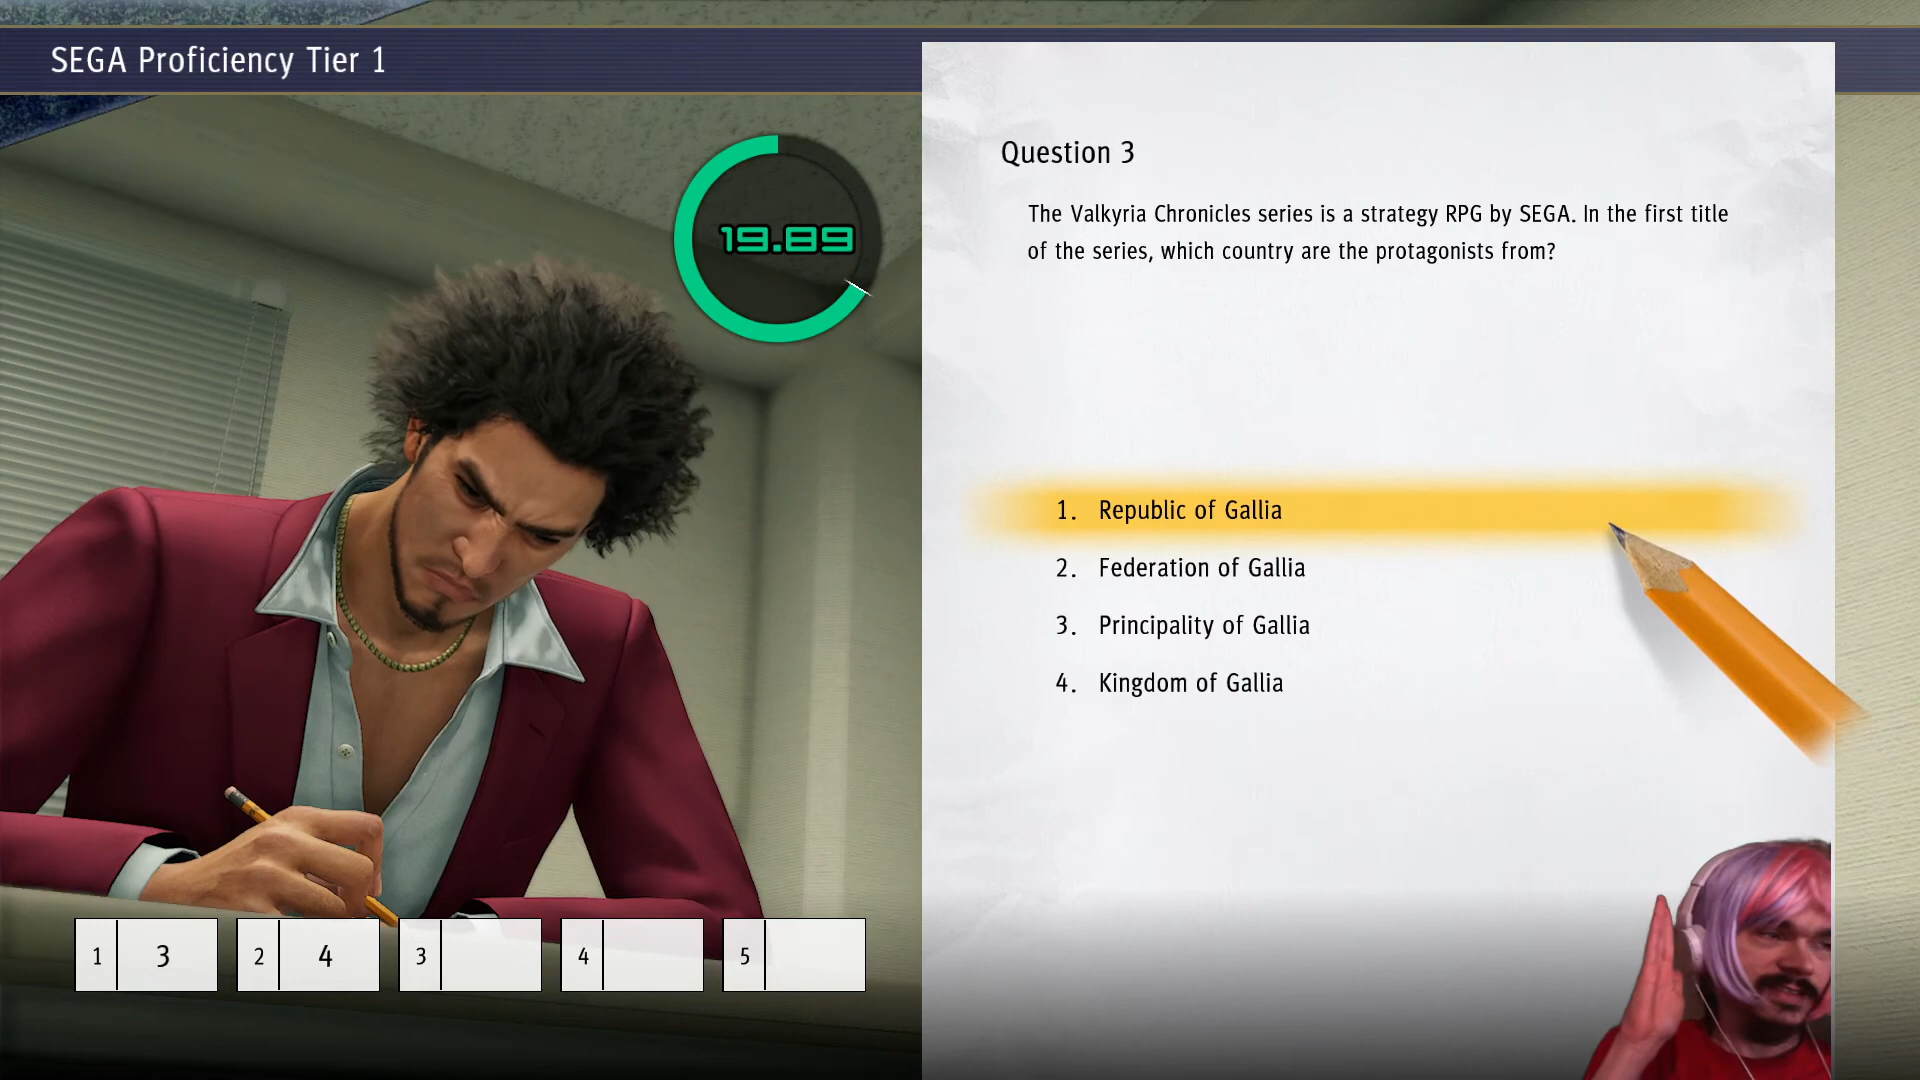 SEGA Proficiency Tier 1
19.89
Question 3
The Valkyria Chronicles series is a strategy RPG by SEGA. In the first title
of the series, which country are the protagonists from?
1. Republic of Gallia
2. Federation of Gallia
3. Principality of Gallia
4. Kingdom of Gallia
1 3 2 4 3 4 5